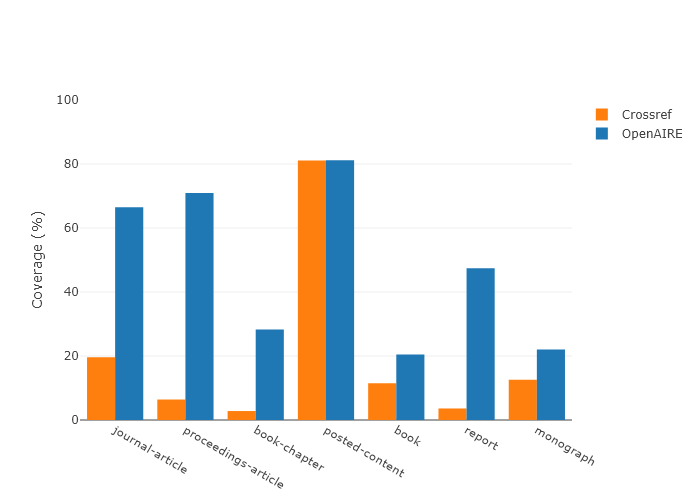 100
80
60
40
20
0
Coverage (%)
journal-article
proceedings-article
book-chapter
posted-content
book
report
monograph
Crossref
OpenAIRE